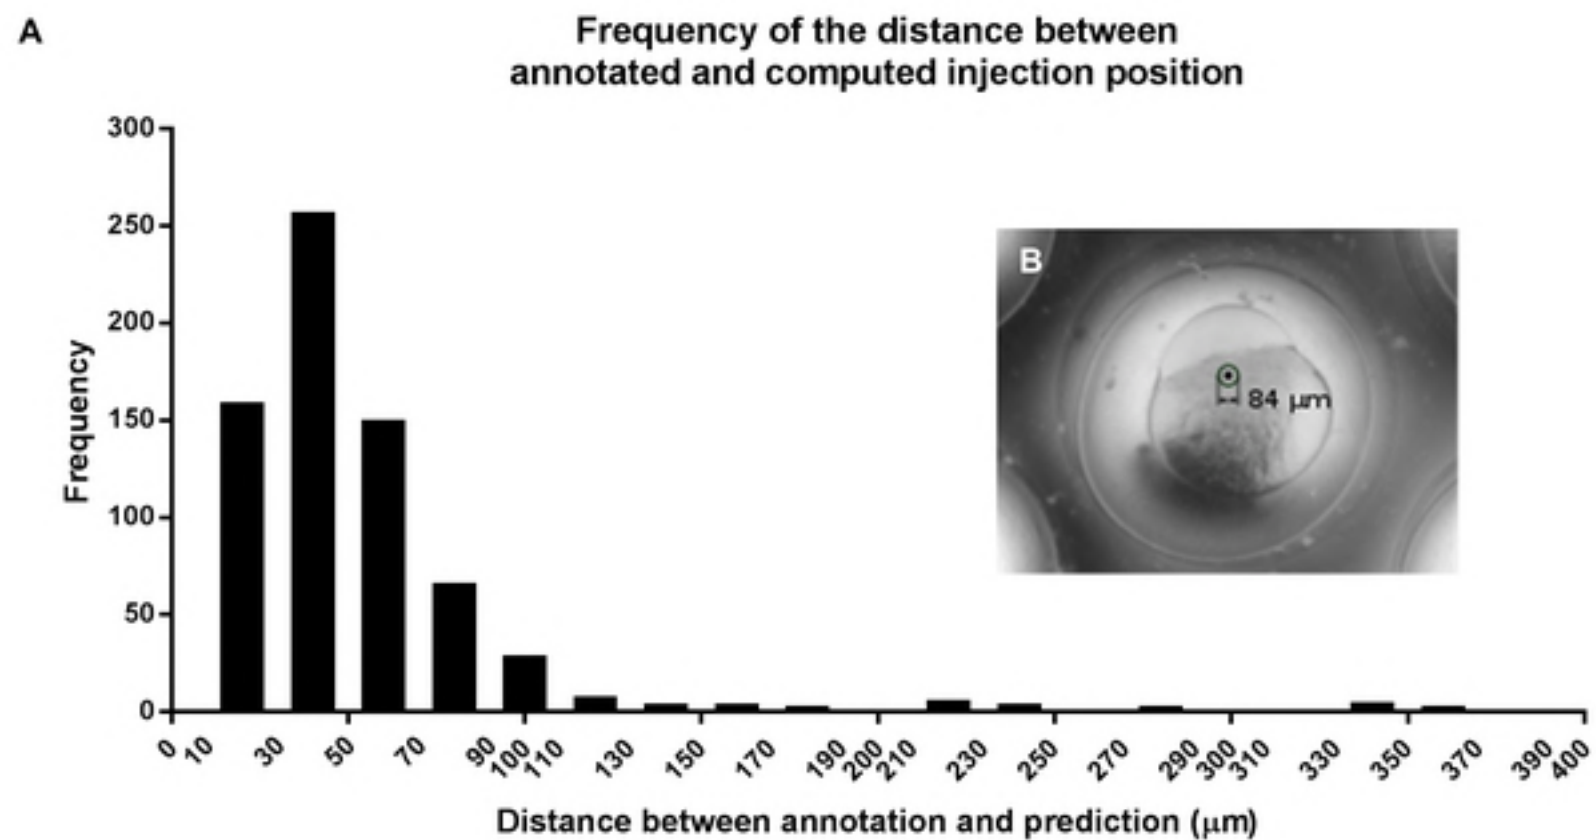 A
Frequency of the distance between
annotated and computed injection position
300
250
200
150
100
50
0
Frequency
B
84 μm
0 10 30 50 70 90 100 110 130 150 170 190 200 210 230 250 270 290 300 310 330 350 370 390 400
Distance between annotation and prediction (μm)